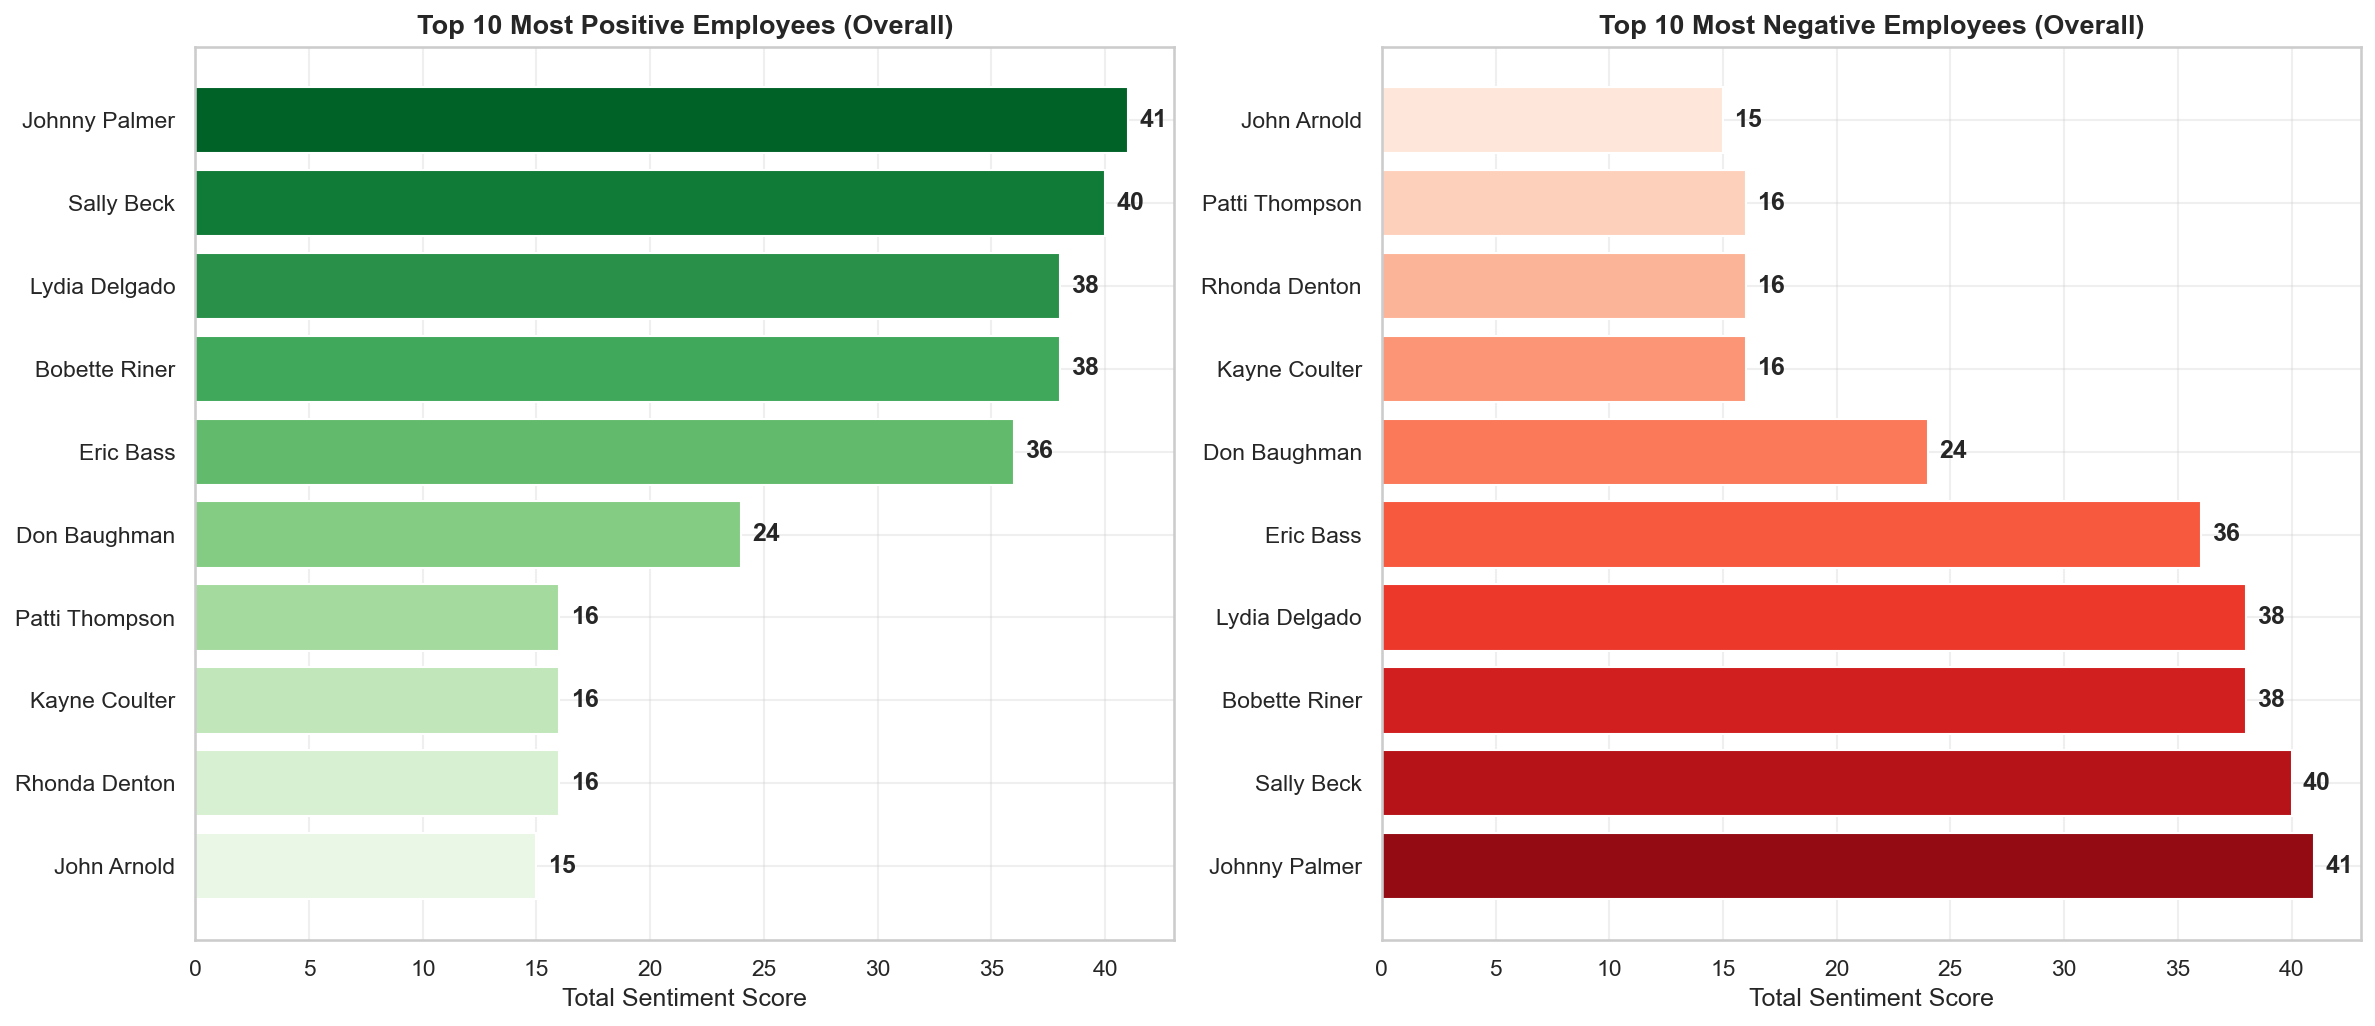 Top 10 Most Positive Employees (Overall)
Johnny Palmer 41
Sally Beck 40
Lydia Delgado 38
Bobette Riner 38
Eric Bass 36
Don Baughman 24
Patti Thompson 16
Kayne Coulter 16
Rhonda Denton 16
John Arnold 15
0 5 10 15 20 25 30 35 40
Total Sentiment Score
Top 10 Most Negative Employees (Overall)
John Arnold 15
Patti Thompson 16
Rhonda Denton 16
Kayne Coulter 16
Don Baughman 24
Eric Bass 36
Lydia Delgado 38
Bobette Riner 38
Sally Beck 40
Johnny Palmer 41
0 5 10 15 20 25 30 35 40
Total Sentiment Score